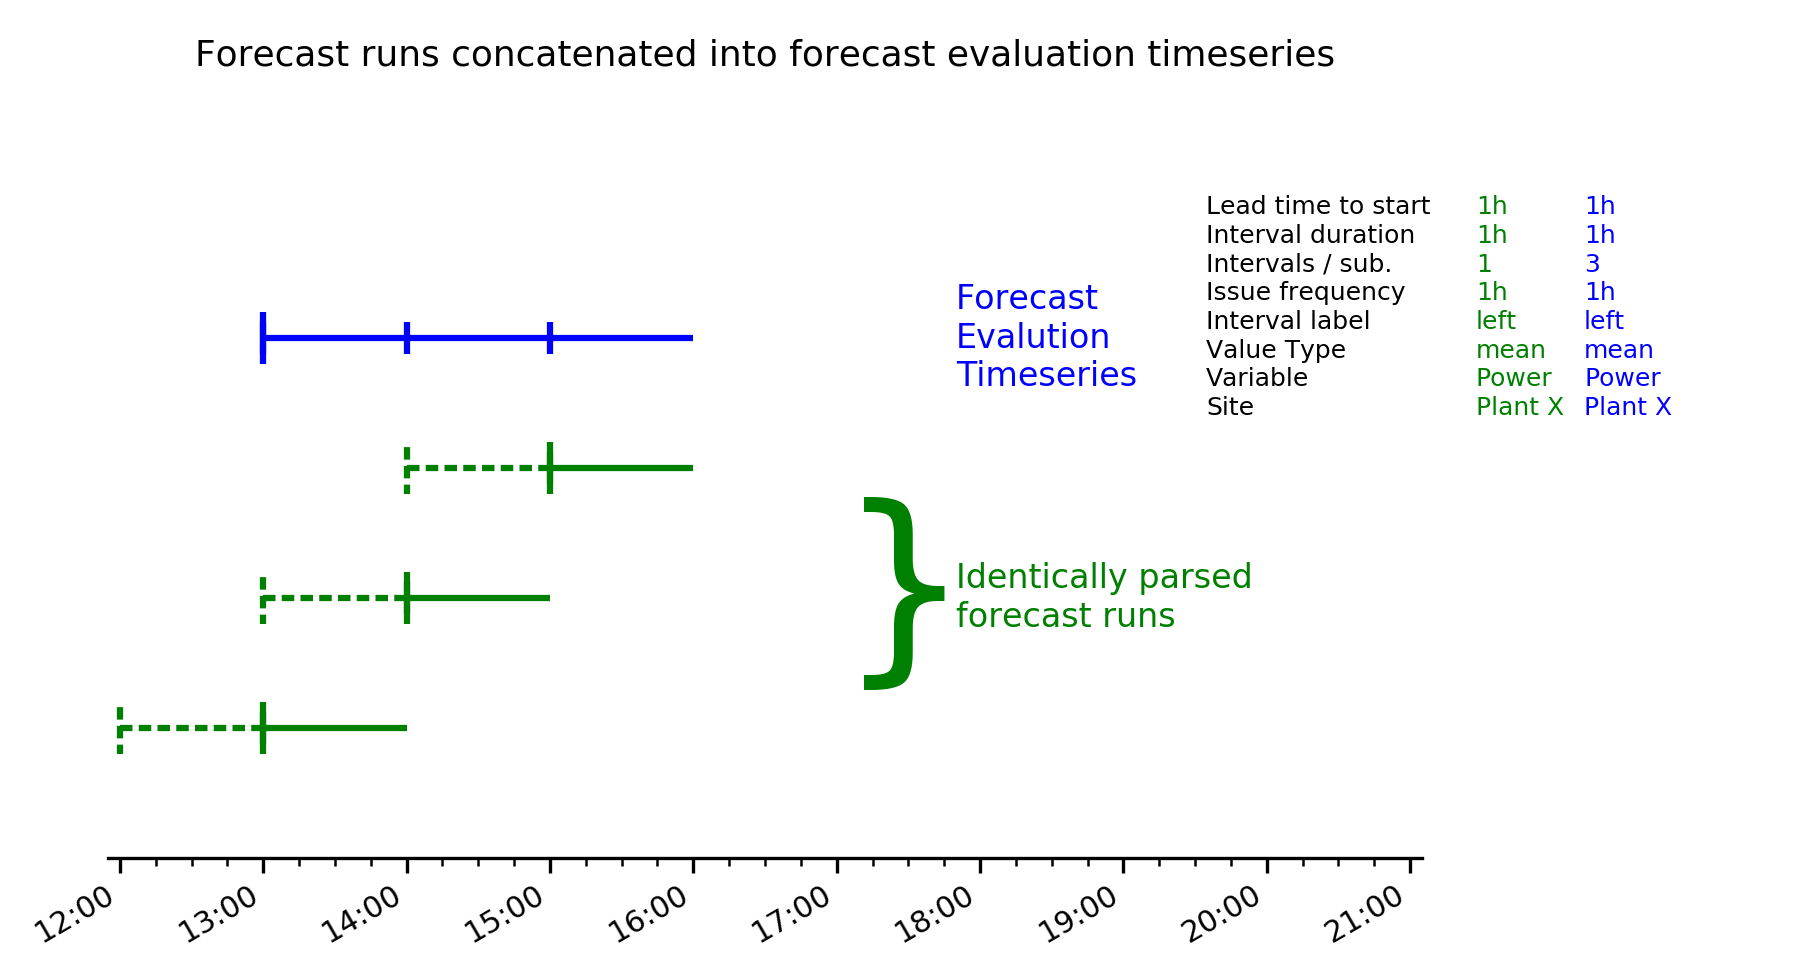 Forecast runs concatenated into forecast evaluation timeseries
Lead time to start 1h 1h
Interval duration 1h 1h
Intervals / sub. 1 3
Issue frequency 1h 1h
Interval label left left
Value Type mean mean
Variable Power Power
Site Plant X Plant X
Forecast
Evalution
Timeseries
Identically parsed
forecast runs
12:00 13:00 14:00 15:00 16:00 17:00 18:00 19:00 20:00 21:00